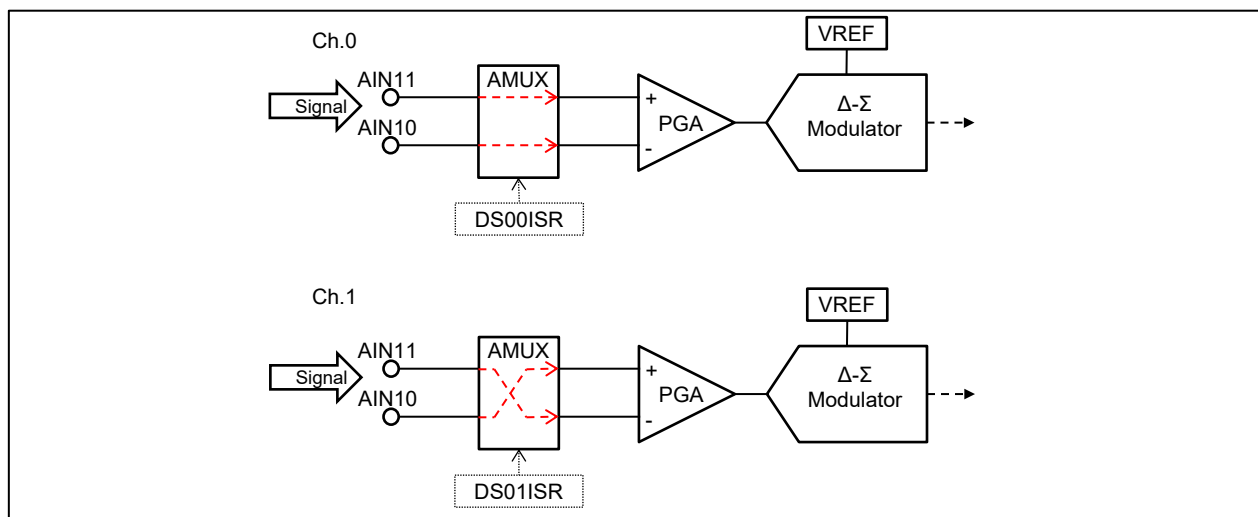 Ch.0
VREF
AIN11
AMUX
Signal
+
Δ-Σ
PGA
Modulator
AIN10
-
DS00ISR
Ch.1
VREF
AIN11
AMUX
Signal
+
Δ-Σ
PGA
Modulator
AIN10
-
DS01ISR